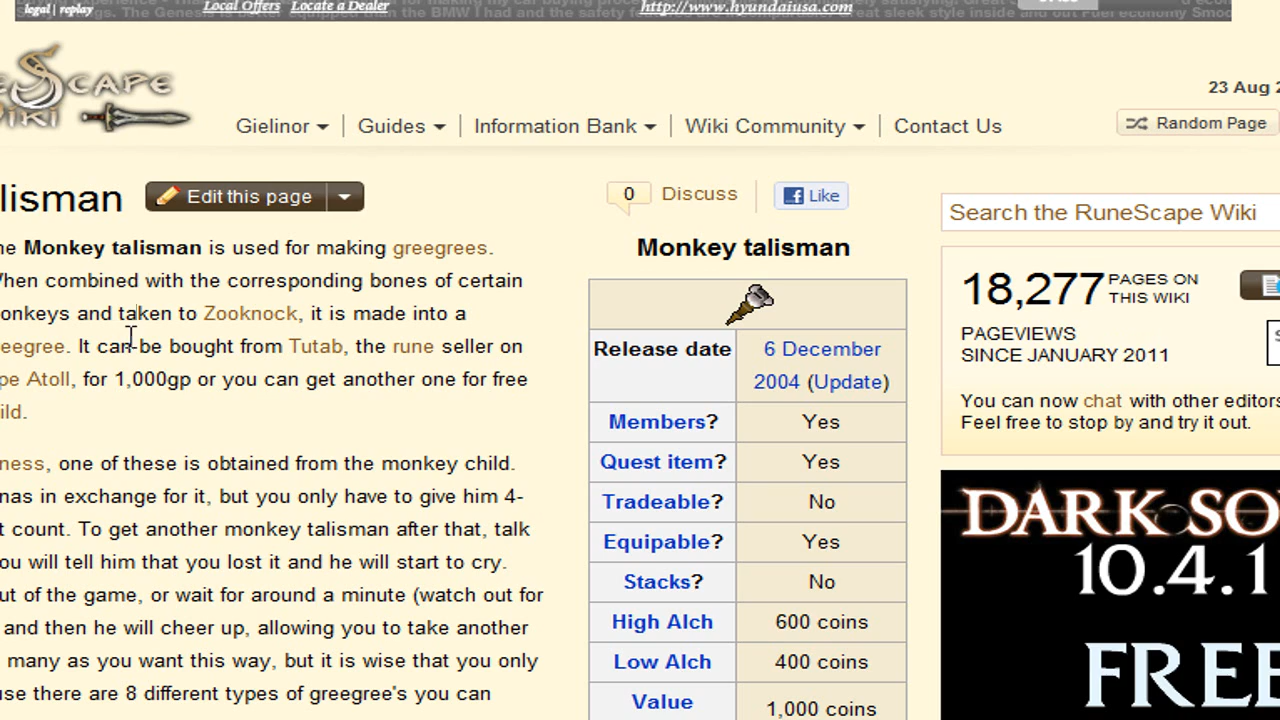 legal | replay
Local Offers Locate a Dealer
http://www.hyundaiusa.com
ESCAPE
WIKI
Gielinor
Guides
Information Bank
Wiki Community
Contact Us
23 Aug 2
Random Page
lisman
Edit this page
0 Discuss
Like
Search the RuneScape Wiki
he Monkey talisman is used for making greegrees.
When combined with the corresponding bones of certain
onkeys and taken to Zooknock, it is made into a
eegree. It can be bought from Tutab, the rune seller on
pe Atoll, for 1,000gp or you can get another one for free
ild.
ness, one of these is obtained from the monkey child.
nas in exchange for it, but you only have to give him 4-
t count. To get another monkey talisman after that, talk
ou will tell him that you lost it and he will start to cry.
ut of the game, or wait for around a minute (watch out for
and then he will cheer up, allowing you to take another
many as you want this way, but it is wise that you only
use there are 8 different types of greegree's you can
Monkey talisman
Release date 6 December
2004 (Update)
Members? Yes
Quest item? Yes
Tradeable? No
Equipable? Yes
Stacks? No
High Alch 600 coins
Low Alch 400 coins
Value 1,000 coins
18,277 PAGES ON
THIS WIKI
PAGEVIEWS
SINCE JANUARY 2011
You can now chat with other editors
Feel free to stop by and try it out.
DARK SO
10.4.1
FREE